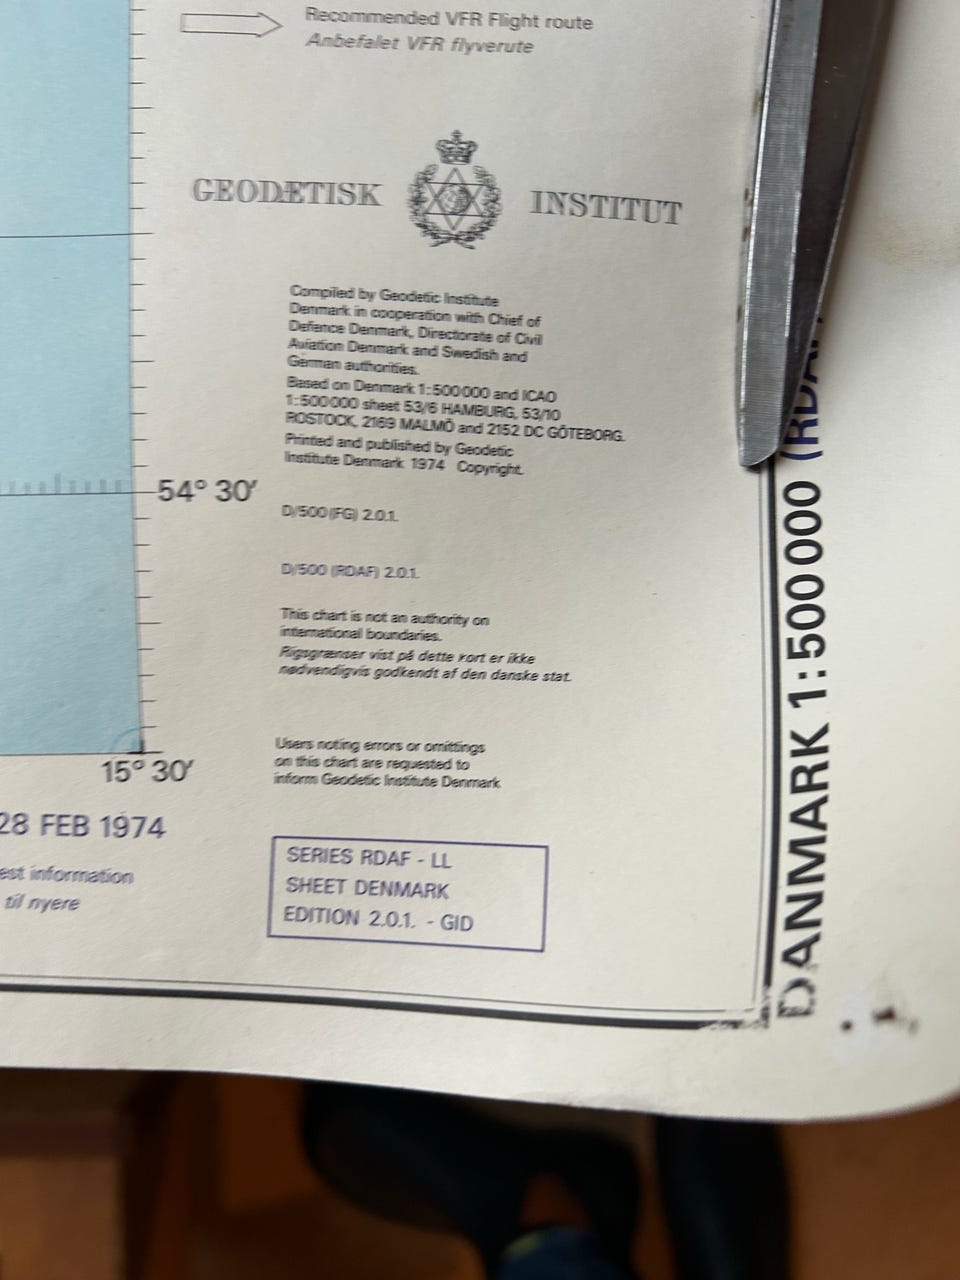 Recommended VFR Flight route
Anbefalet VFR flyverute
GEODÆTISK INSTITUT
Compiled by Geodetic Institute
Denmark in cooperation with Chief of
Defence Denmark, Directorate of Civil
Aviation Denmark and Swedish and
German authorities.
Based on Denmark 1:500000 and ICAO
1:500000 sheet 53/6 HAMBURG, 53/10
ROSTOCK, 2169 MALMÖ and 2152 DC GÖTEBORG.
Printed and published by Geodetic
Institute Denmark 1974 Copyright.
54° 30′
D/500 (FG) 2.0.1.
D/500 (RDAF) 2.0.1.
This chart is not an authority on
international boundaries.
Rigsgrænser vist på dette kort er ikke
nødvendigvis godkendt af den danske stat.
Users noting errors or omittings
on this chart are requested to
inform Geodetic Institute Denmark
15° 30′
28 FEB 1974
est information
til nyere
SERIES RDAF - LL
SHEET DENMARK
EDITION 2.0.1. - GID
DANMARK 1:500000 (RDAF